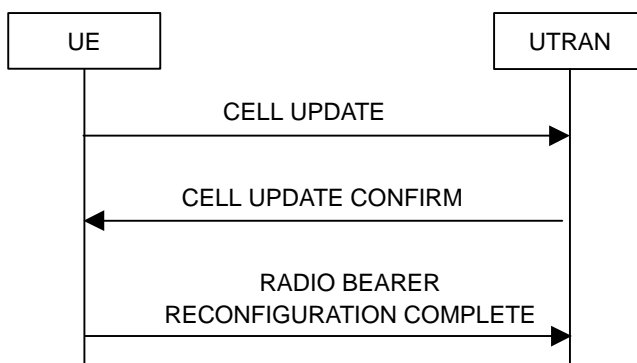 UE
UTRAN
CELL UPDATE
CELL UPDATE CONFIRM
RADIO BEARER
RECONFIGURATION COMPLETE